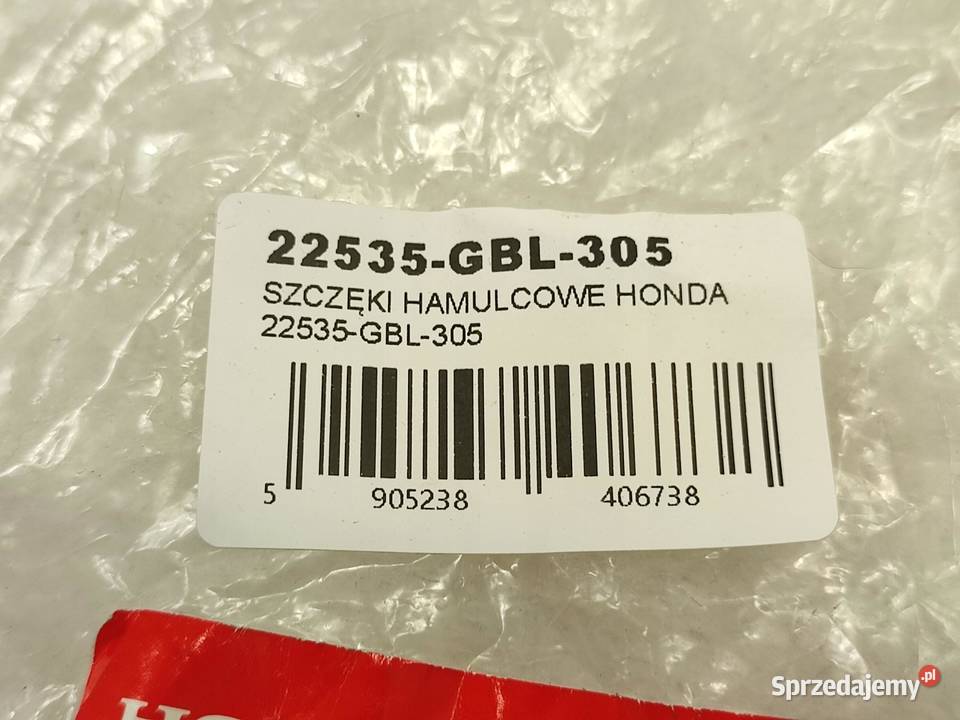 22535-GBL-305
SZCZĘKI HAMULCOWE HONDA
22535-GBL-305
5 905238 406738
Sprzedajemy.pl